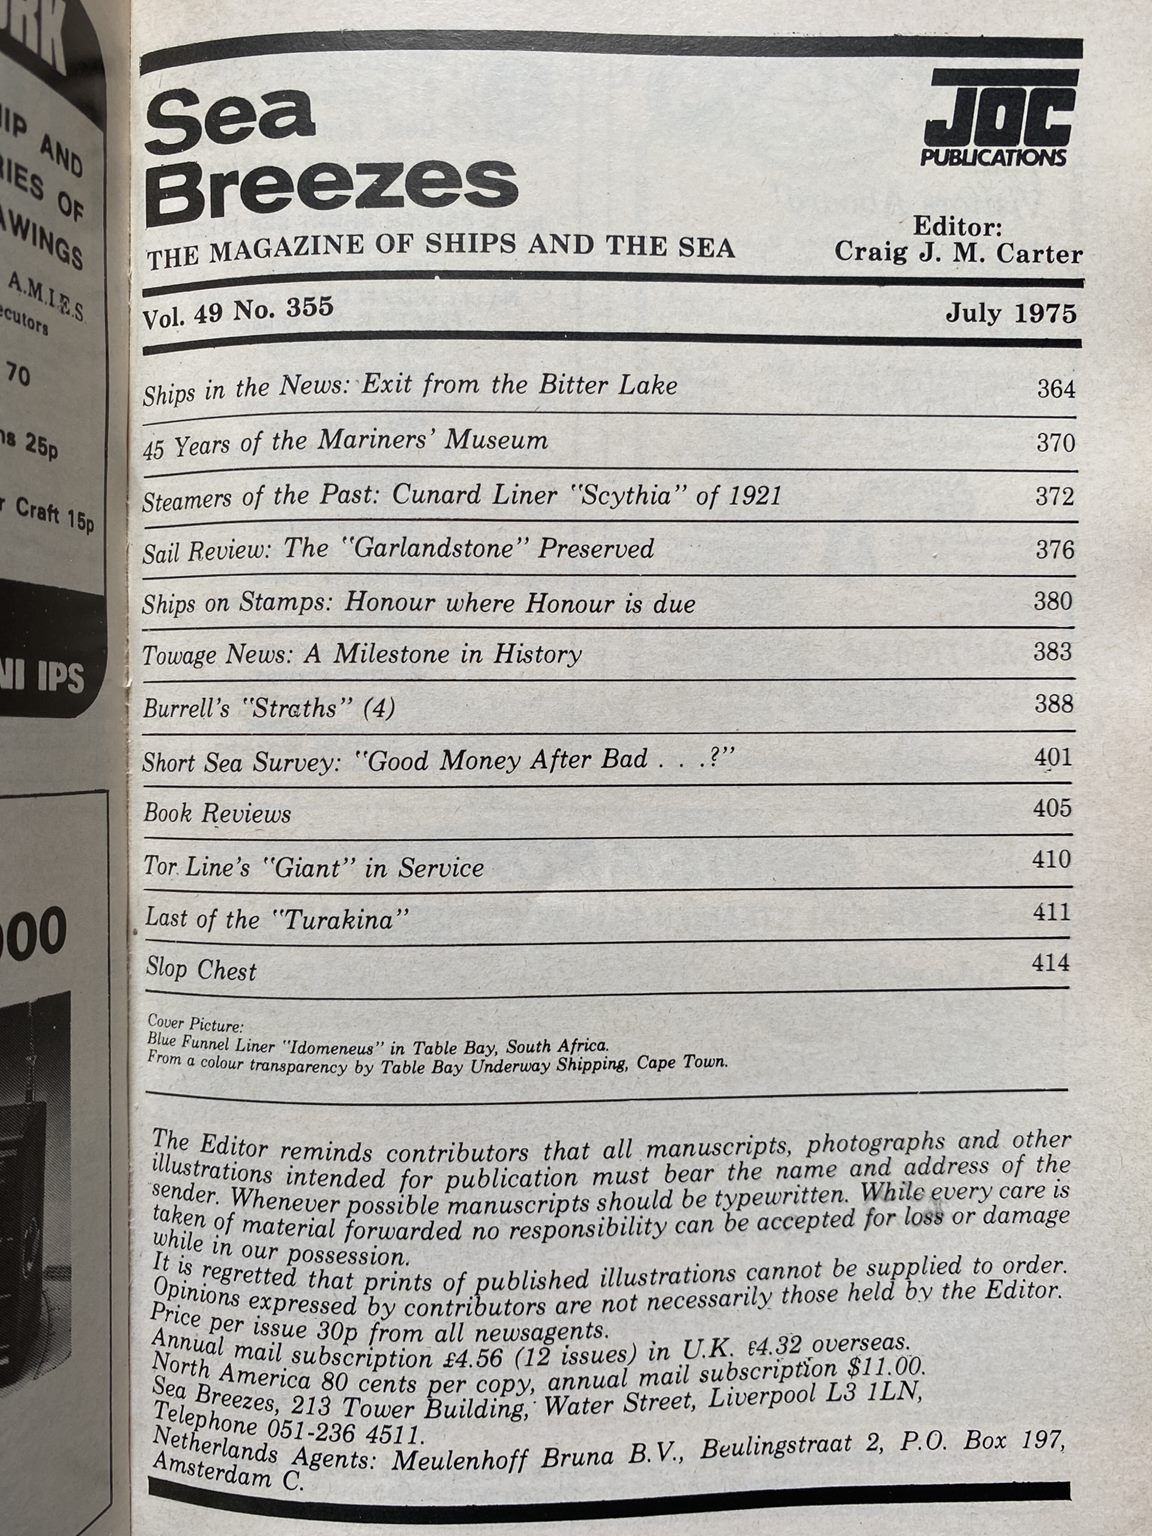 ORK
IP AND
RIES OF
AWINGS
A.M.I.E.S.
ecutors
70
ns 25p
r Craft 15p
NI IPS
000
Sea
Breezes
THE MAGAZINE OF SHIPS AND THE SEA
JOC
PUBLICATIONS
Editor:
Craig J. M. Carter
Vol. 49 No. 355 July 1975
Ships in the News: Exit from the Bitter Lake 364
45 Years of the Mariners' Museum 370
Steamers of the Past: Cunard Liner "Scythia" of 1921 372
Sail Review: The "Garlandstone" Preserved 376
Ships on Stamps: Honour where Honour is due 380
Towage News: A Milestone in History 383
Burrell's "Straths" (4) 388
Short Sea Survey: "Good Money After Bad . . .?" 401
Book Reviews 405
Tor Line's "Giant" in Service 410
Last of the "Turakina" 411
Slop Chest 414
Cover Picture:
Blue Funnel Liner "Idomeneus" in Table Bay, South Africa.
From a colour transparency by Table Bay Underway Shipping, Cape Town.
The Editor reminds contributors that all manuscripts, photographs and other
illustrations intended for publication must bear the name and address of the
sender. Whenever possible manuscripts should be typewritten. While every care is
taken of material forwarded no responsibility can be accepted for loss or damage
while in our possession.
It is regretted that prints of published illustrations cannot be supplied to order.
Opinions expressed by contributors are not necessarily those held by the Editor.
Price per issue 30p from all newsagents.
Annual mail subscription £4.56 (12 issues) in U.K. £4.32 overseas.
North America 80 cents per copy, annual mail subscription $11.00.
Sea Breezes, 213 Tower Building, Water Street, Liverpool L3 1LN,
Telephone 051-236 4511.
Netherlands Agents: Meulenhoff Bruna B.V., Beulingstraat 2, P.O. Box 197,
Amsterdam C.